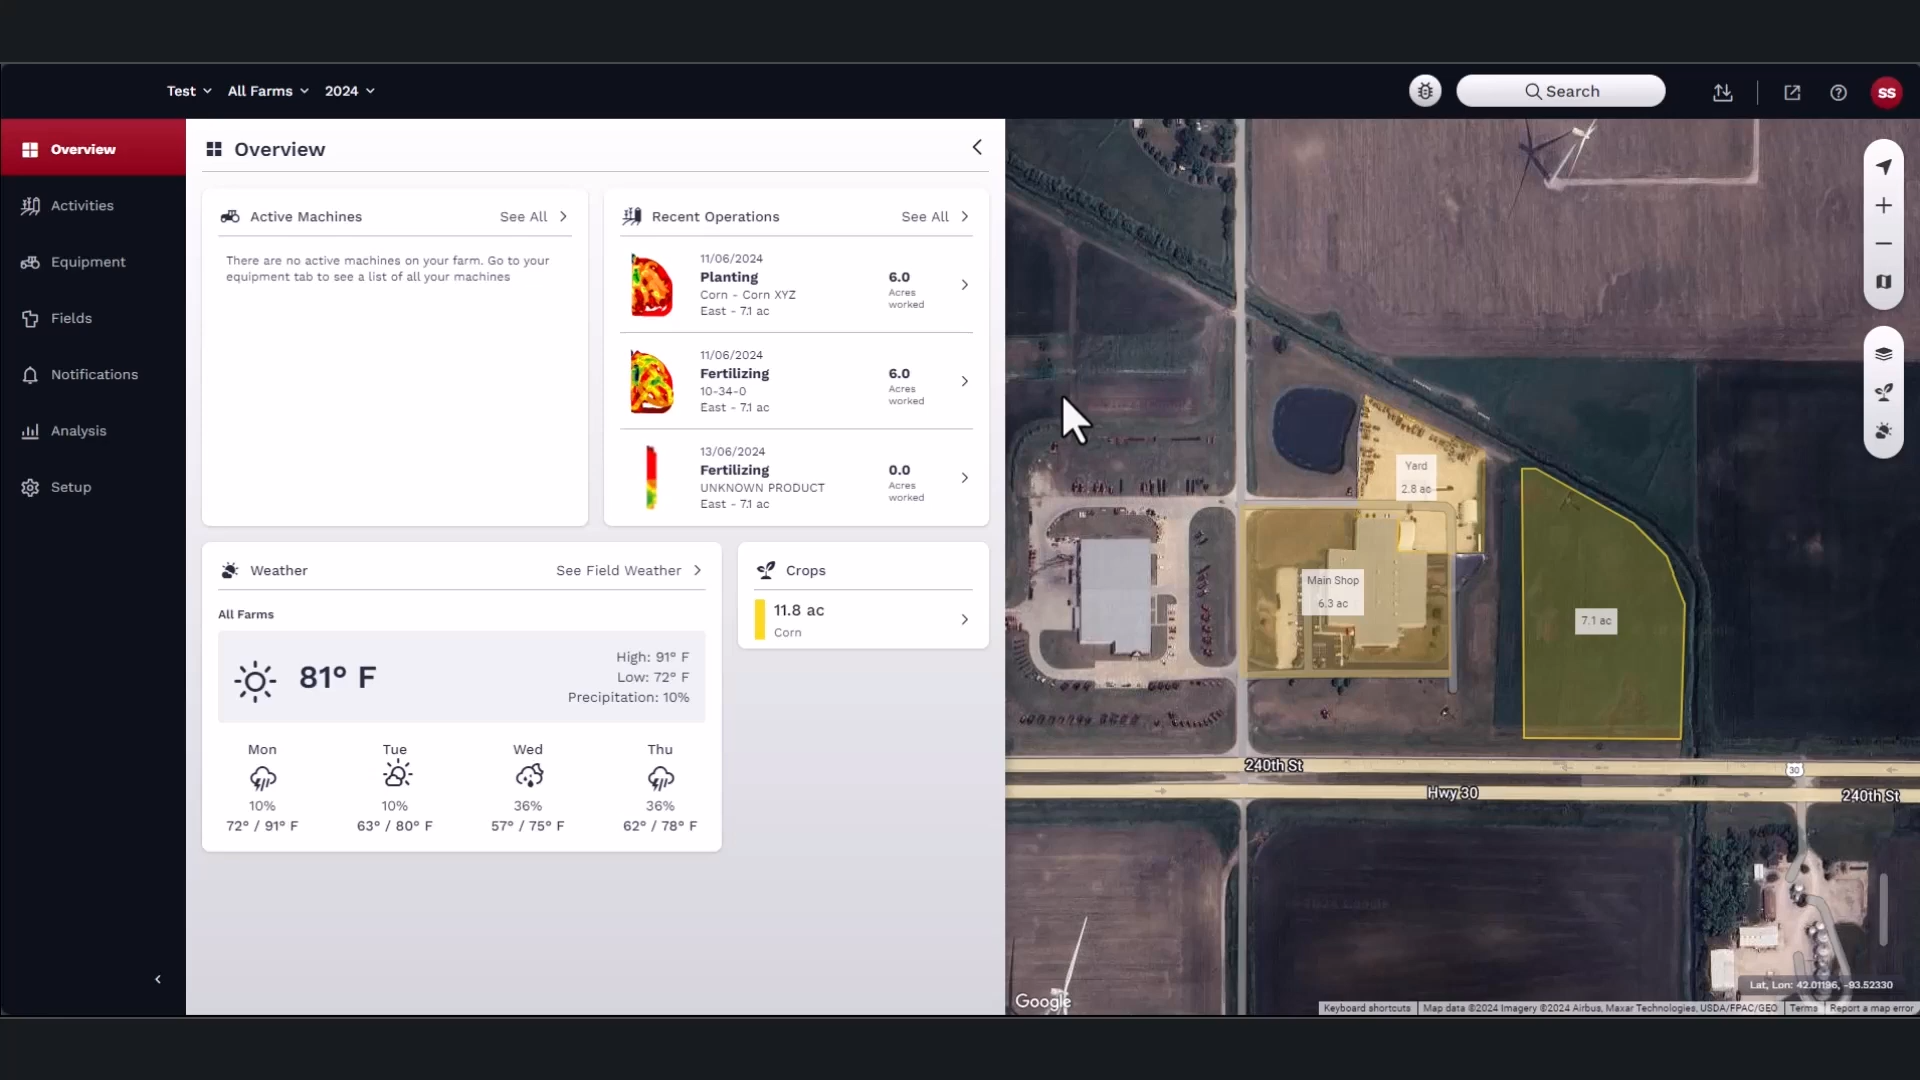 Test
All Farms
2024
Search
SS
Overview
Activities
Equipment
Fields
Notifications
Analysis
Setup
Overview
Active Machines
See All
There are no active machines on your farm. Go to your
equipment tab to see a list of all your machines
Recent Operations
See All
11/06/2024
Planting
Corn - Corn XYZ
East - 7.1 ac
6.0
Acres
worked
11/06/2024
Fertilizing
10-34-0
East - 7.1 ac
6.0
Acres
worked
13/06/2024
Fertilizing
UNKNOWN PRODUCT
East - 7.1 ac
0.0
Acres
worked
Weather
See Field Weather
All Farms
81° F
High: 91° F
Low: 72° F
Precipitation: 10%
Mon
10%
72° / 91° F
Tue
10%
63° / 80° F
Wed
36%
57° / 75° F
Thu
36%
62° / 78° F
Crops
11.8 ac
Corn
Yard
2.8 ac
Main Shop
6.3 ac
7.1 ac
240th St
30
Hwy 30
240th St
Lat, Lon: 42.01196, -93.52330
Google
Keyboard shortcuts
Map data ©2024 Imagery ©2024 Airbus, Maxar Technologies, USDA/FPAC/GEO
Terms
Report a map error